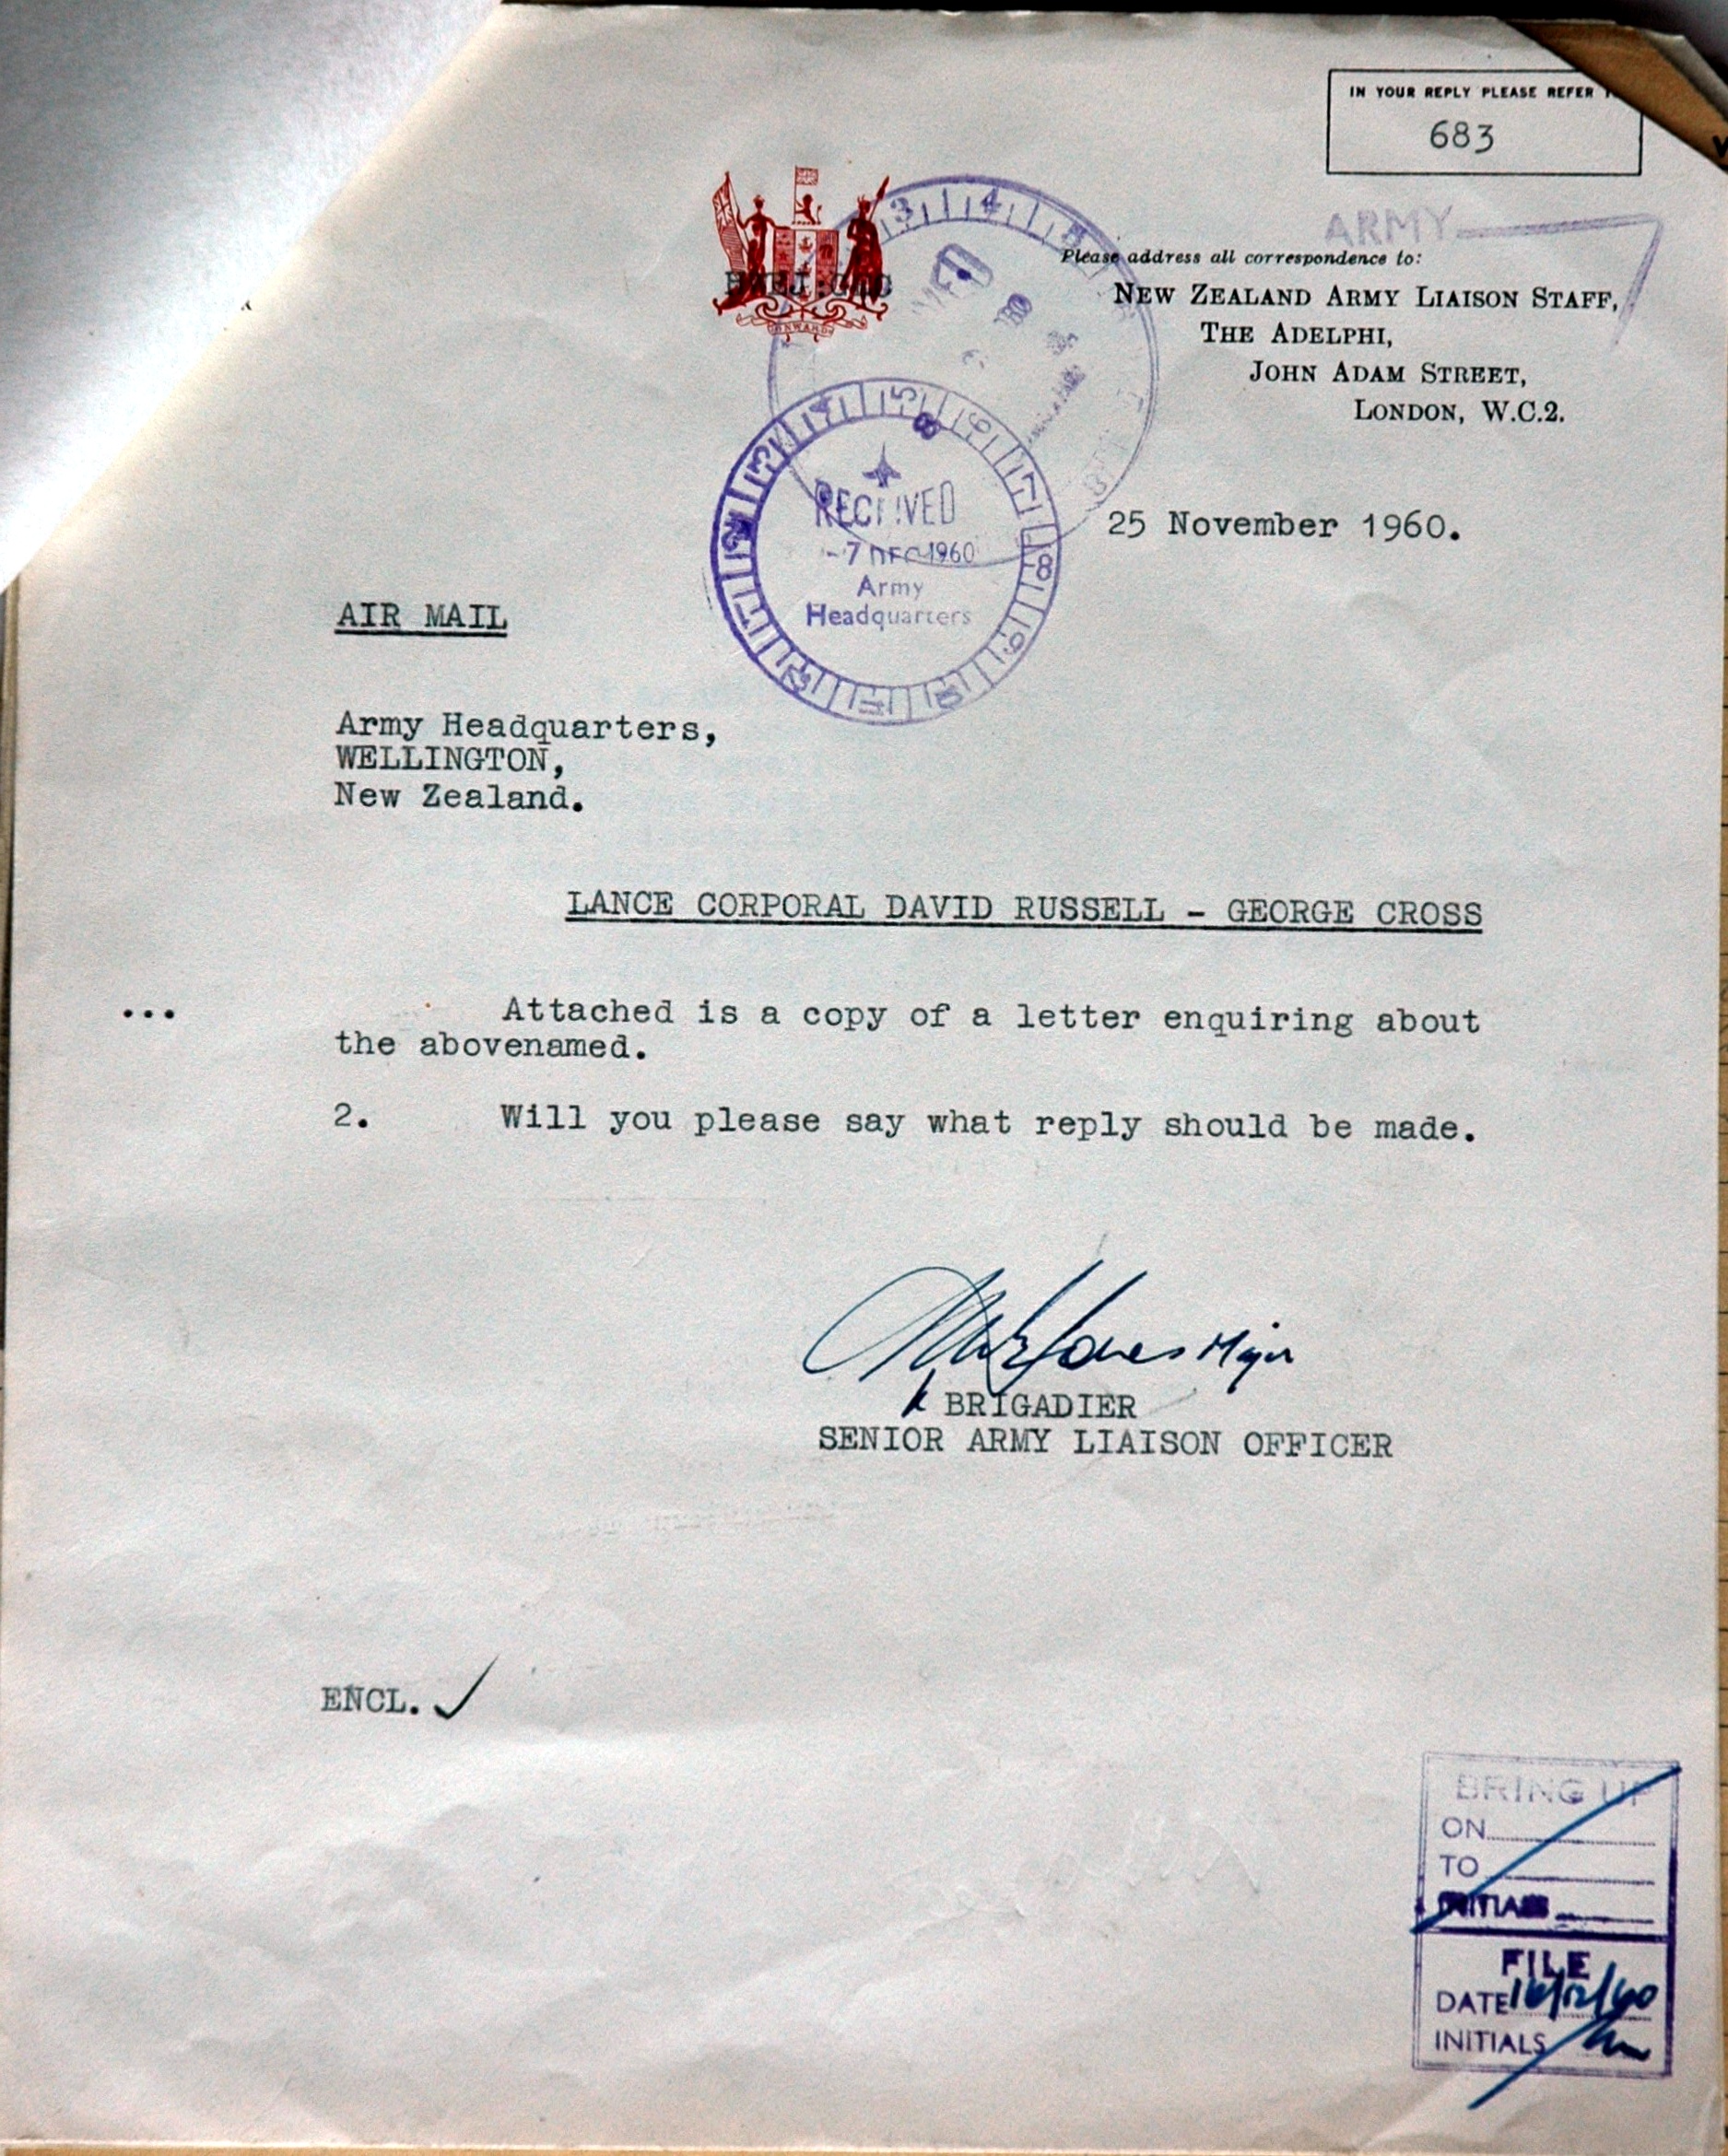 IN YOUR REPLY PLEASE REFER
683
ARMY
Please address all correspondence to:
NEW ZEALAND ARMY LIAISON STAFF,
THE ADELPHI,
JOHN ADAM STREET,
LONDON, W.C.2.
ONWARD
3 4 5
RECEIVED
-7 DEC 1960
Army
Headquarters
25 November 1960.
AIR MAIL
Army Headquarters,
WELLINGTON,
New Zealand.
LANCE CORPORAL DAVID RUSSELL - GEORGE CROSS
... Attached is a copy of a letter enquiring about
the abovenamed.
2. Will you please say what reply should be made.
Major
BRIGADIER
SENIOR ARMY LIAISON OFFICER
ENCL. ✓
BRING UP
ON
TO
INITIALS
FILE
DATE 16/12/60
INITIALS